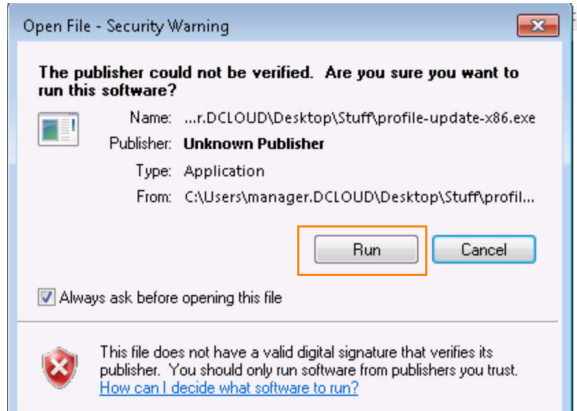 Open File - Security Warning
The publisher could not be verified.  Are you sure you want to
run this software?
Name: ...r.DCLOUD\Desktop\Stuff\profile-update-x86.exe
Publisher: Unknown Publisher
Type: Application
From: C:\Users\manager.DCLOUD\Desktop\Stuff\profil...
Run Cancel
Always ask before opening this file
This file does not have a valid digital signature that verifies its
publisher.  You should only run software from publishers you trust.
How can I decide what software to run?